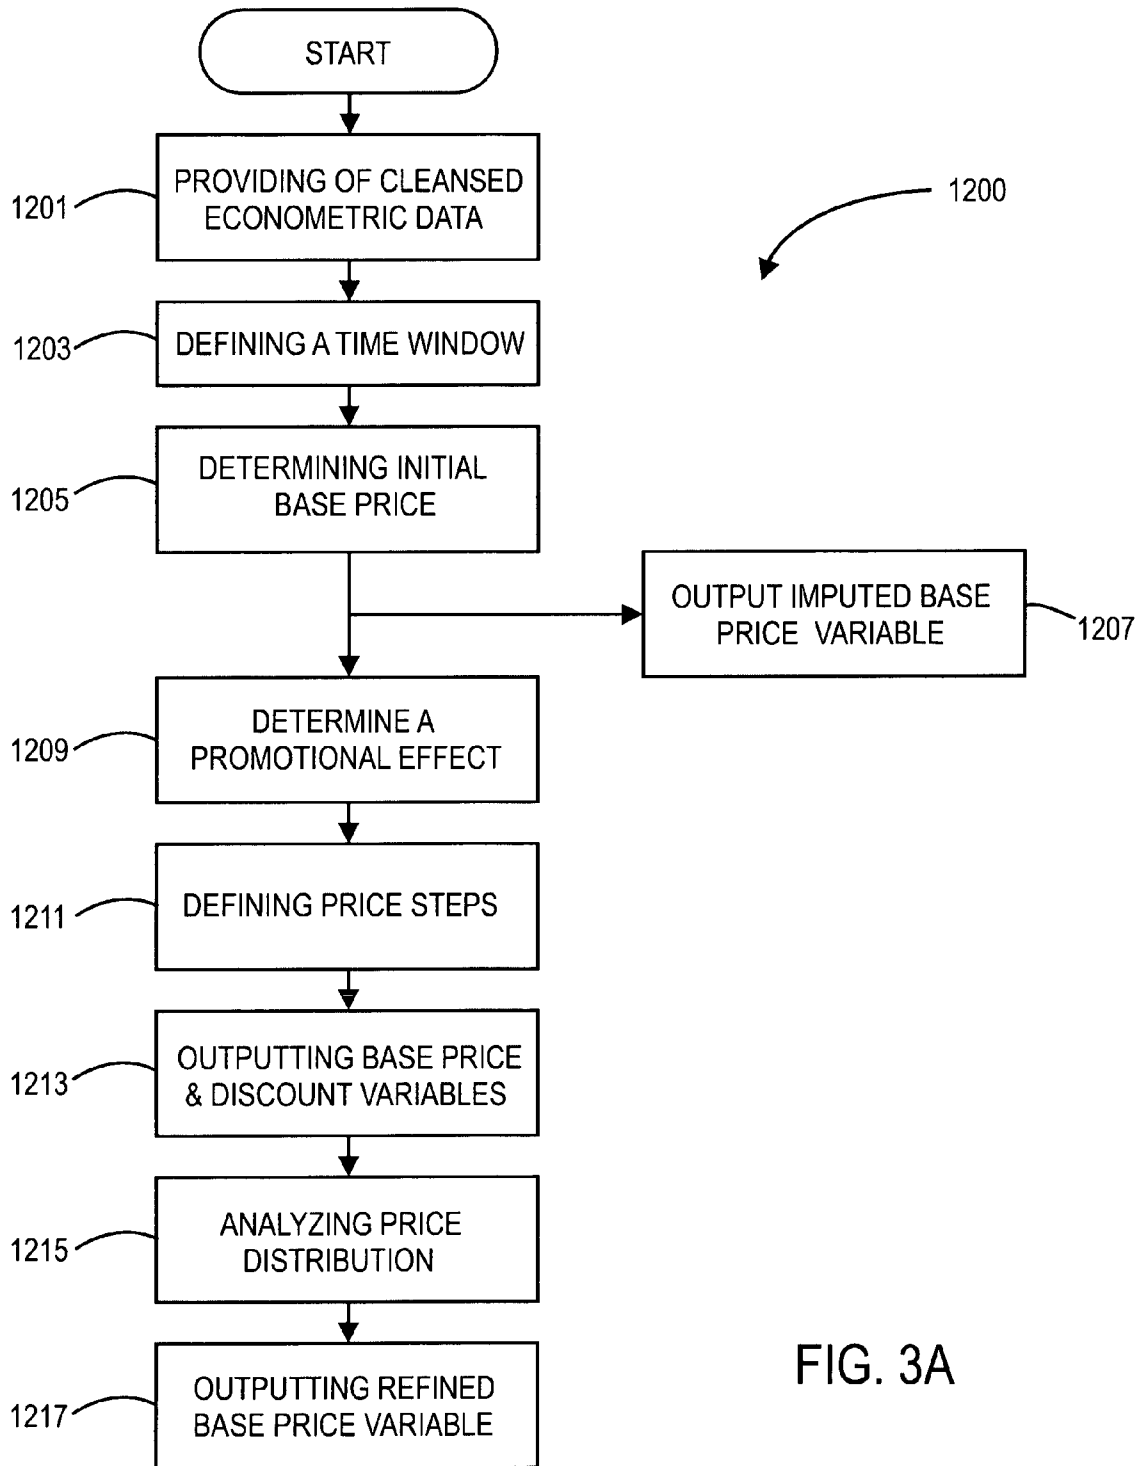 START
PROVIDING OF CLEANSED
ECONOMETRIC DATA
1201
1200
DEFINING A TIME WINDOW
1203
DETERMINING INITIAL
BASE PRICE
1205
OUTPUT IMPUTED BASE
PRICE VARIABLE
1207
DETERMINE A
PROMOTIONAL EFFECT
1209
DEFINING PRICE STEPS
1211
OUTPUTTING BASE PRICE
& DISCOUNT VARIABLES
1213
ANALYZING PRICE
DISTRIBUTION
1215
OUTPUTTING REFINED
BASE PRICE VARIABLE
1217
FIG. 3A